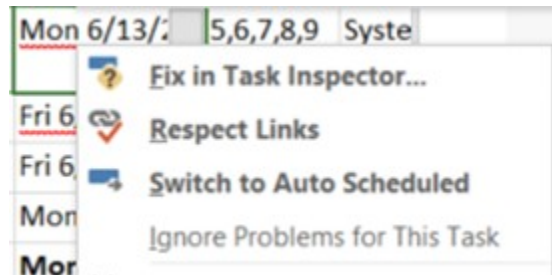 Mon 6/13/2 5,6,7,8,9 Syste
Fix in Task Inspector...
Fri 6
Respect Links
Fri 6
Switch to Auto Scheduled
Mon
Ignore Problems for This Task
Mor